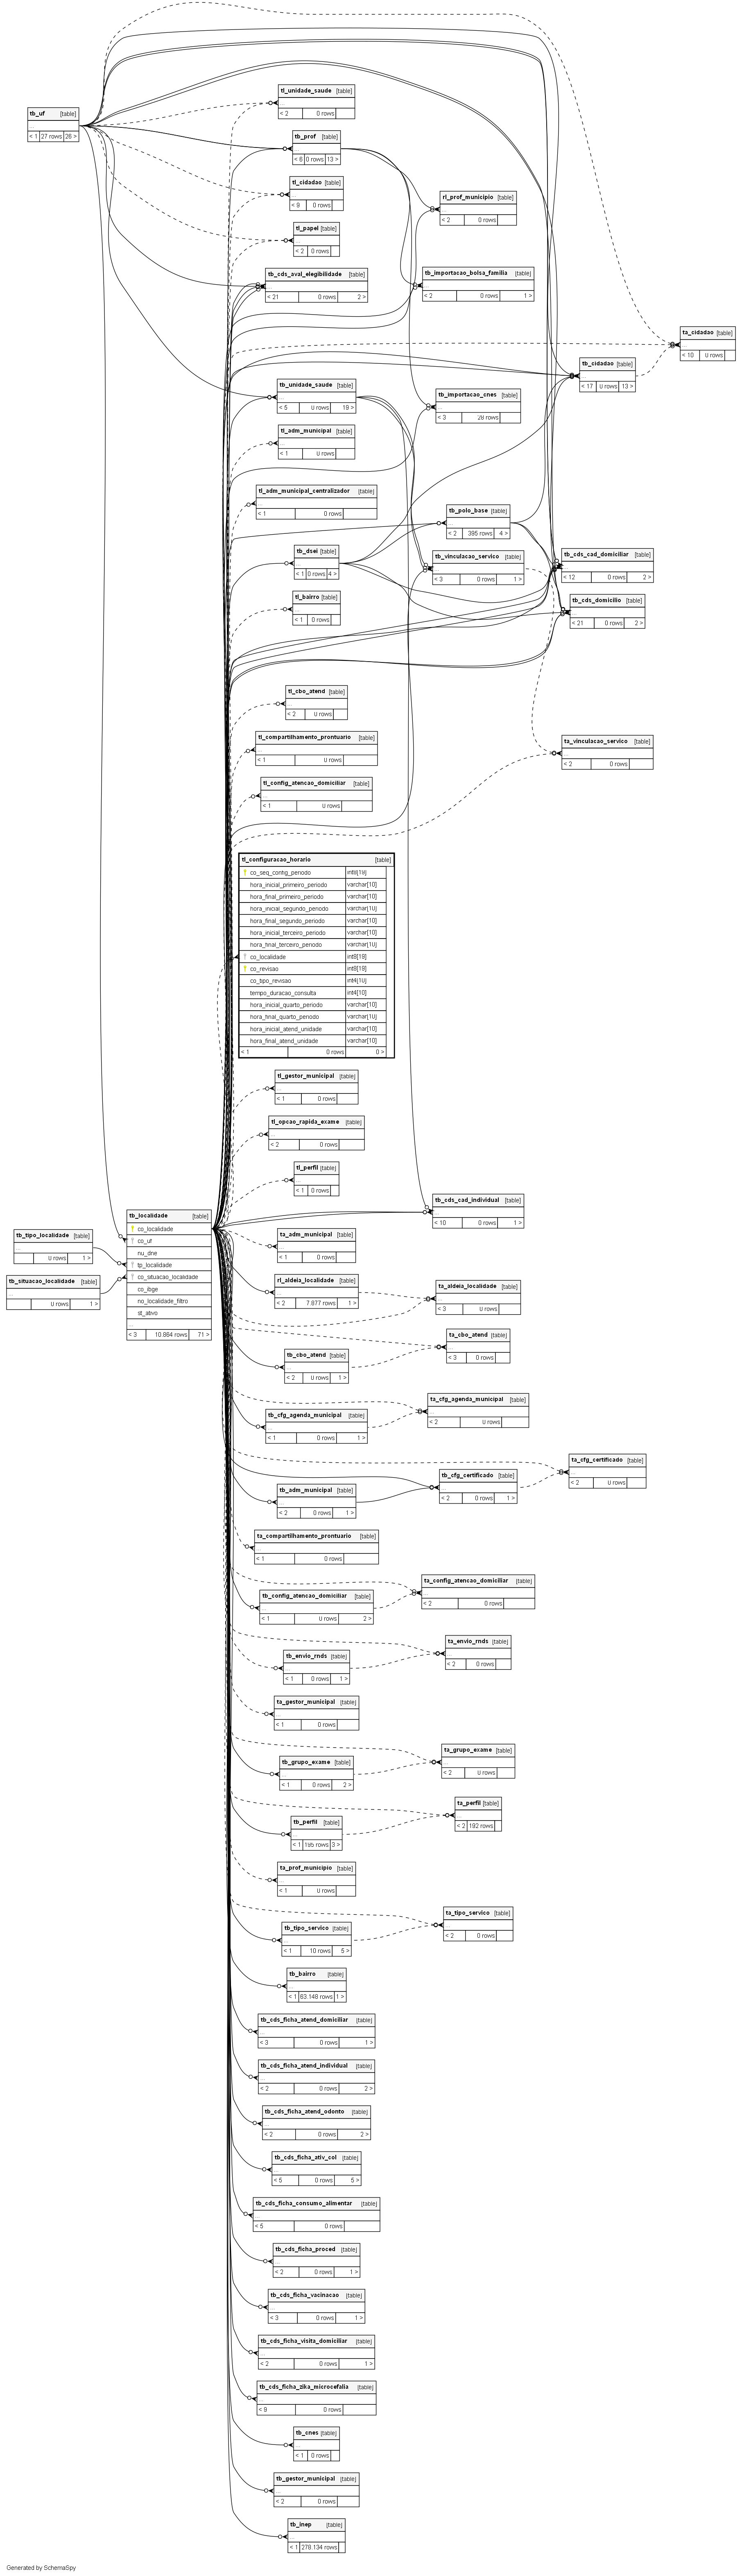 tb_uf [table]
...
< 1 27 rows 26 >
tl_unidade_saude [table]
...
< 2 0 rows
tb_prof [table]
...
< 6 0 rows 13 >
tl_cidadao [table]
...
< 9 0 rows
tl_papel [table]
...
< 2 0 rows
rl_prof_municipio [table]
...
< 2 0 rows
tb_cds_aval_elegibilidade [table]
...
< 21 0 rows 2 >
tb_importacao_bolsa_familia [table]
...
< 2 0 rows 1 >
ta_cidadao [table]
...
< 10 0 rows
tb_cidadao [table]
...
< 17 0 rows 13 >
tb_unidade_saude [table]
...
< 5 0 rows 19 >
tb_importacao_cnes [table]
...
< 3 28 rows
tl_adm_municipal [table]
...
< 1 0 rows
tl_adm_municipal_centralizador [table]
...
< 1 0 rows
tb_polo_base [table]
...
< 2 395 rows 4 >
tb_dsei [table]
...
< 1 0 rows 4 >
tb_vinculacao_servico [table]
...
< 3 0 rows 1 >
tb_cds_cad_domiciliar [table]
...
< 12 0 rows 2 >
tl_bairro [table]
...
< 1 0 rows
tb_cds_domicilio [table]
...
< 21 0 rows 2 >
tl_cbo_atend [table]
...
< 2 0 rows
tl_compartilhamento_prontuario [table]
...
< 1 0 rows
ta_vinculacao_servico [table]
...
< 2 0 rows
tl_config_atencao_domiciliar [table]
...
< 1 0 rows
tl_configuracao_horario [table]
co_seq_config_periodo int8[19]
hora_inicial_primeiro_periodo varchar[10]
hora_final_primeiro_periodo varchar[10]
hora_inicial_segundo_periodo varchar[10]
hora_final_segundo_periodo varchar[10]
hora_inicial_terceiro_periodo varchar[10]
hora_final_terceiro_periodo varchar[10]
co_localidade int8[19]
co_revisao int8[19]
co_tipo_revisao int4[10]
tempo_duracao_consulta int4[10]
hora_inicial_quarto_periodo varchar[10]
hora_final_quarto_periodo varchar[10]
hora_inicial_atend_unidade varchar[10]
hora_final_atend_unidade varchar[10]
< 1 0 rows 0 >
tl_gestor_municipal [table]
...
< 1 0 rows
tl_opcao_rapida_exame [table]
...
< 2 0 rows
tl_perfil [table]
...
< 1 0 rows
tb_cds_cad_individual [table]
...
< 10 0 rows 1 >
tb_localidade [table]
co_localidade
co_uf
nu_dne
tp_localidade
co_situacao_localidade
co_ibge
no_localidade_filtro
st_ativo
...
< 3 10.864 rows 71 >
tb_tipo_localidade [table]
...
0 rows 1 >
tb_situacao_localidade [table]
...
0 rows 1 >
ta_adm_municipal [table]
...
< 1 0 rows
rl_aldeia_localidade [table]
...
< 2 7.877 rows 1 >
ta_aldeia_localidade [table]
...
< 3 0 rows
ta_cbo_atend [table]
...
< 3 0 rows
tb_cbo_atend [table]
...
< 2 0 rows 1 >
ta_cfg_agenda_municipal [table]
...
< 2 0 rows
tb_cfg_agenda_municipal [table]
...
< 1 0 rows 1 >
ta_cfg_certificado [table]
...
< 2 0 rows
tb_cfg_certificado [table]
...
< 2 0 rows 1 >
tb_adm_municipal [table]
...
< 2 0 rows 1 >
ta_compartilhamento_prontuario [table]
...
< 1 0 rows
ta_config_atencao_domiciliar [table]
...
< 2 0 rows
tb_config_atencao_domiciliar [table]
...
< 1 0 rows 2 >
ta_envio_rnds [table]
...
< 2 0 rows
tb_envio_rnds [table]
...
< 1 0 rows 1 >
ta_gestor_municipal [table]
...
< 1 0 rows
ta_grupo_exame [table]
...
< 2 0 rows
tb_grupo_exame [table]
...
< 1 0 rows 2 >
ta_perfil [table]
...
< 2 192 rows
tb_perfil [table]
...
< 1 195 rows 3 >
ta_prof_municipio [table]
...
< 1 0 rows
ta_tipo_servico [table]
...
< 2 0 rows
tb_tipo_servico [table]
...
< 1 10 rows 5 >
tb_bairro [table]
...
< 1 63.148 rows 1 >
tb_cds_ficha_atend_domiciliar [table]
...
< 3 0 rows 1 >
tb_cds_ficha_atend_individual [table]
...
< 2 0 rows 2 >
tb_cds_ficha_atend_odonto [table]
...
< 2 0 rows 2 >
tb_cds_ficha_ativ_col [table]
...
< 5 0 rows 5 >
tb_cds_ficha_consumo_alimentar [table]
...
< 5 0 rows
tb_cds_ficha_proced [table]
...
< 2 0 rows 1 >
tb_cds_ficha_vacinacao [table]
...
< 3 0 rows 1 >
tb_cds_ficha_visita_domiciliar [table]
...
< 2 0 rows 1 >
tb_cds_ficha_zika_microcefalia [table]
...
< 9 0 rows
tb_cnes [table]
...
< 1 0 rows
tb_gestor_municipal [table]
...
< 2 0 rows
tb_inep [table]
...
< 1 278.134 rows
Generated by SchemaSpy